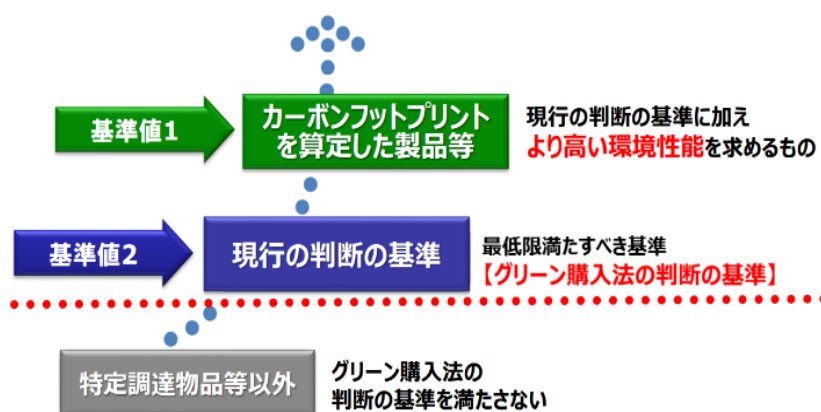 基準値1
カーボンフットプリント
を算定した製品等
現行の判断の基準に加え
より高い環境性能を求めるもの
基準値2
現行の判断の基準
最低限満たすべき基準
【グリーン購入法の判断の基準】
特定調達物品等以外
グリーン購入法の
判断の基準を満たさない